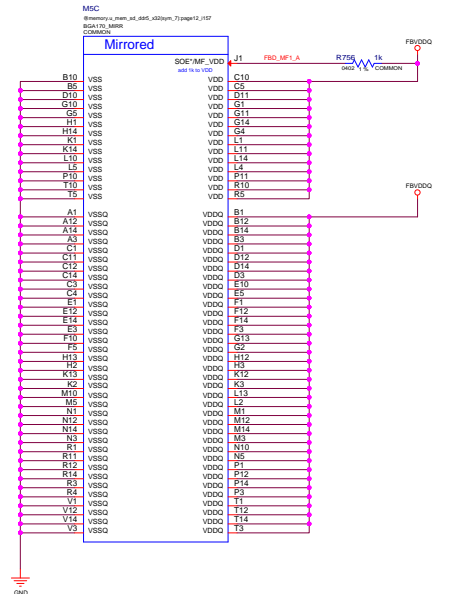 M5C
@memory.u_mem_sd_ddr5_x32(sym_7):page12_i157
BGA170_MIRR
COMMON
Mirrored
FBVDDQ
SOE*/MF_VDD J1 FBD_MF1_A R756 1k
add 1k to VDD 0402 COMMON
B10 VSS VDD C10
B5 VSS VDD C5
D10 VSS VDD D11
G10 VSS VDD G1
G5 VSS VDD G11
H1 VSS VDD G14
H14 VSS VDD G4
K1 VSS VDD L1
K14 VSS VDD L11
L10 VSS VDD L14
L5 VSS VDD L4
P10 VSS VDD P11
T10 VSS VDD R10
T5 VSS VDD R5
FBVDDQ
A1 VSSQ VDDQ B1
A12 VSSQ VDDQ B12
A14 VSSQ VDDQ B14
A3 VSSQ VDDQ B3
C1 VSSQ VDDQ D1
C11 VSSQ VDDQ D12
C12 VSSQ VDDQ D14
C14 VSSQ VDDQ D3
C3 VSSQ VDDQ E10
C4 VSSQ VDDQ E5
E1 VSSQ VDDQ F1
E12 VSSQ VDDQ F12
E14 VSSQ VDDQ F14
E3 VSSQ VDDQ F3
F10 VSSQ VDDQ G13
F5 VSSQ VDDQ G2
H13 VSSQ VDDQ H12
H2 VSSQ VDDQ H3
K13 VSSQ VDDQ K12
K2 VSSQ VDDQ K3
M10 VSSQ VDDQ L13
M5 VSSQ VDDQ L2
N1 VSSQ VDDQ M1
N12 VSSQ VDDQ M12
N14 VSSQ VDDQ M14
N3 VSSQ VDDQ M3
R1 VSSQ VDDQ N10
R11 VSSQ VDDQ N5
R12 VSSQ VDDQ P1
R14 VSSQ VDDQ P12
R3 VSSQ VDDQ P14
R4 VSSQ VDDQ P3
V1 VSSQ VDDQ T1
V12 VSSQ VDDQ T12
V14 VSSQ VDDQ T14
V3 VSSQ VDDQ T3
GND